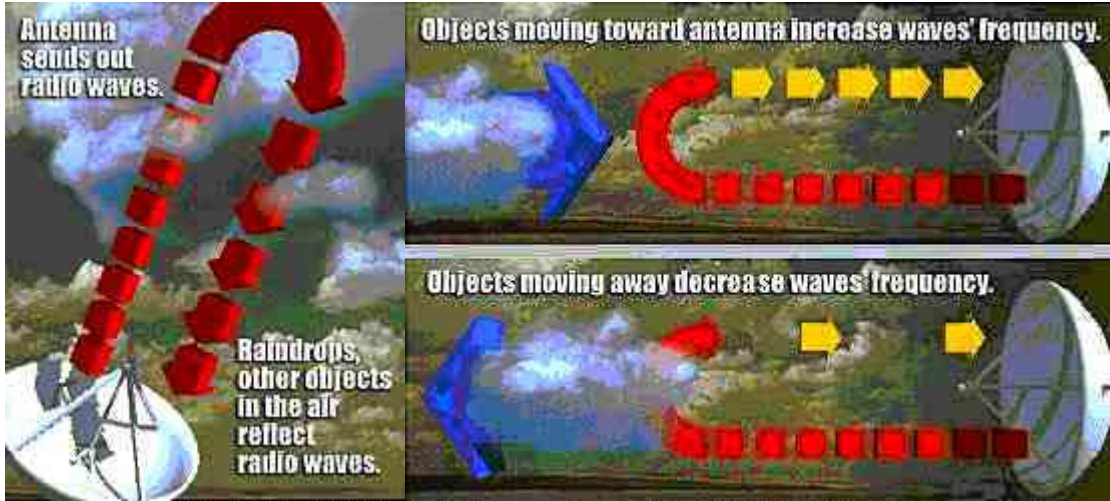 Antenna
sends out
radio waves.
Raindrops,
other objects
in the air
reflect
radio waves.
Objects moving toward antenna increase waves' frequency.
Objects moving away decrease waves' frequency.